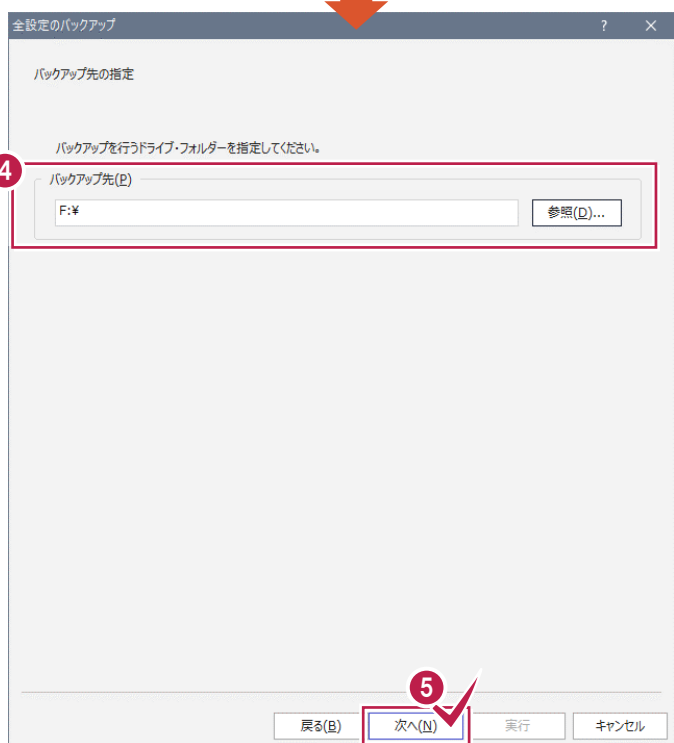 全設定のバックアップ ? ×
バックアップ先の指定
バックアップを行うドライブ・フォルダーを指定してください。
4
バックアップ先(P)
F:¥ 参照(D)...
5
戻る(B) 次へ(N) 実行 キャンセル